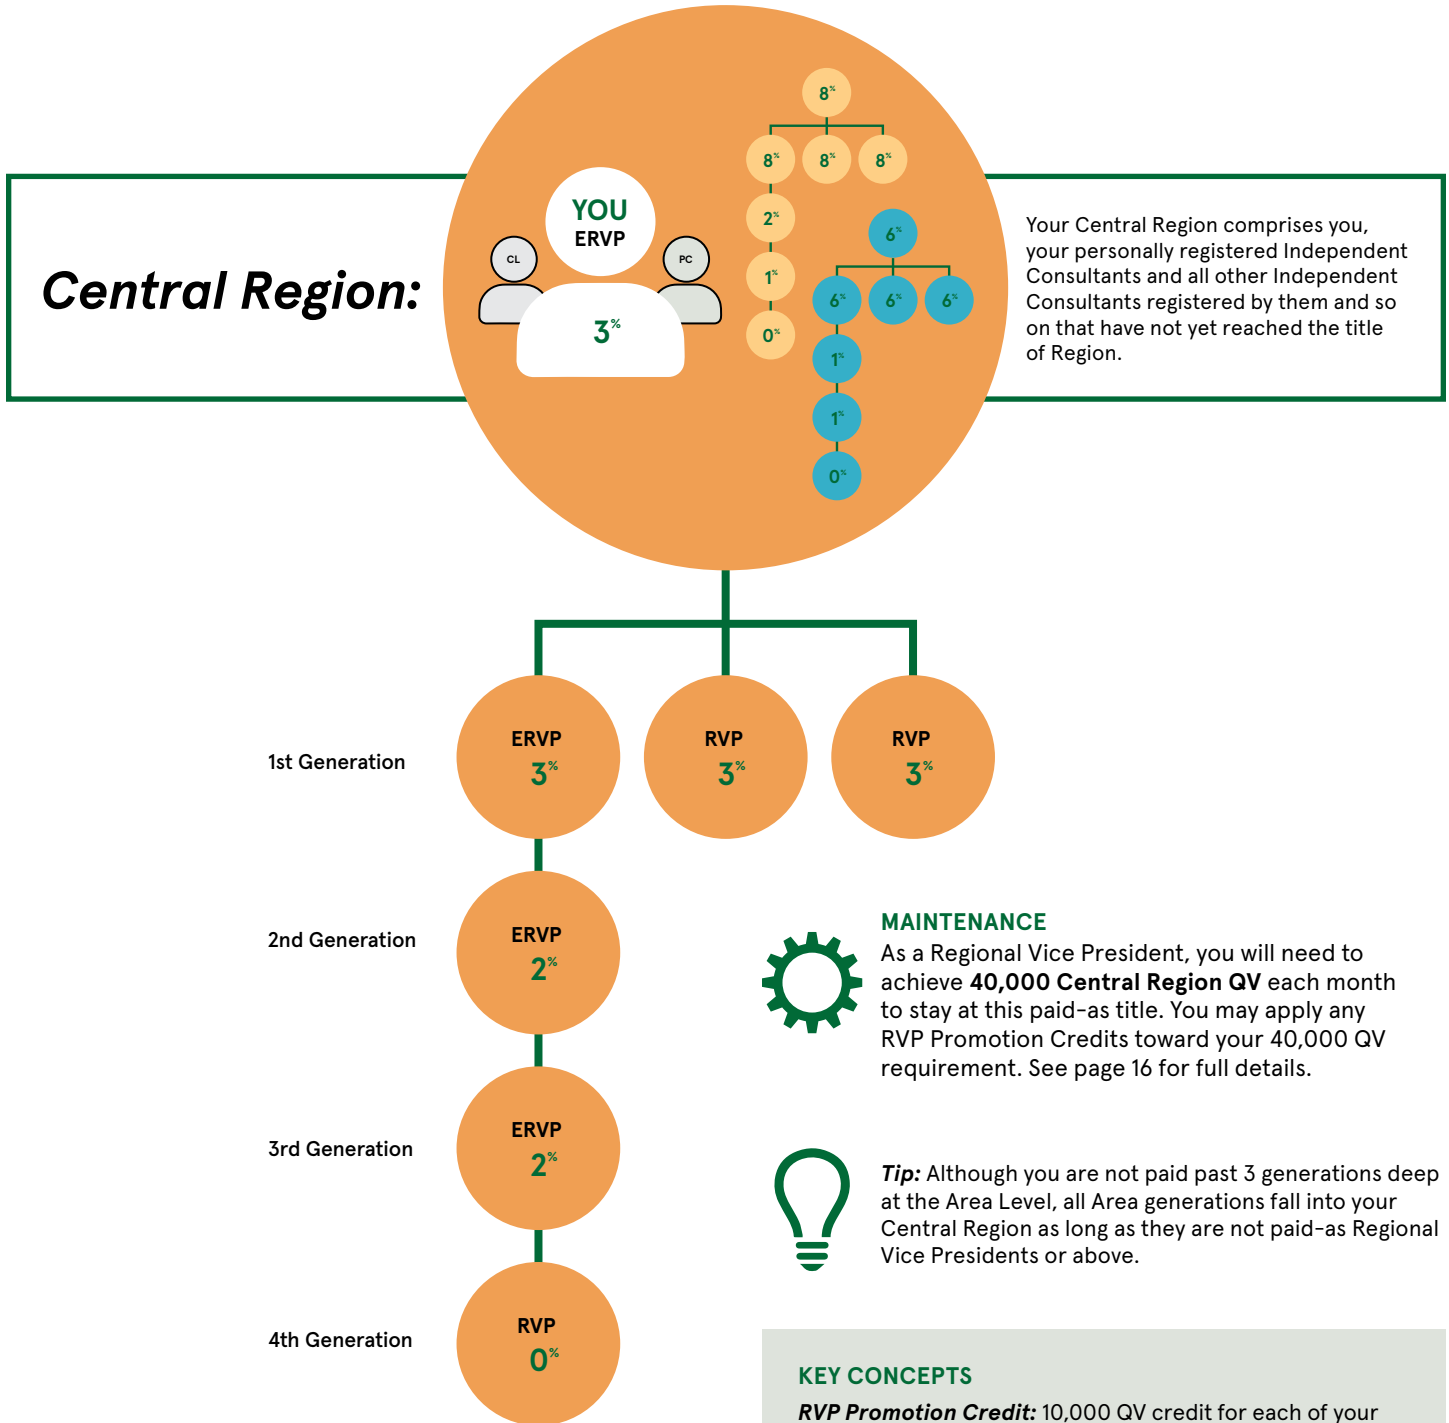 8%
8% 8% 8%
2%
1%
0%
6%
6% 6% 6%
1%
1%
0%
YOU
ERVP
CL
PC
3%
Central Region:
Your Central Region comprises you,
your personally registered Independent
Consultants and all other Independent
Consultants registered by them and so
on that have not yet reached the title
of Region.
1st Generation
ERVP
3%
RVP
3%
RVP
3%
2nd Generation
ERVP
2%
3rd Generation
ERVP
2%
4th Generation
RVP
0%
MAINTENANCE
As a Regional Vice President, you will need to
achieve 40,000 Central Region QV each month
to stay at this paid-as title. You may apply any
RVP Promotion Credits toward your 40,000 QV
requirement. See page 16 for full details.
Tip: Although you are not paid past 3 generations deep
at the Area Level, all Area generations fall into your
Central Region as long as they are not paid-as Regional
Vice Presidents or above.
KEY CONCEPTS
RVP Promotion Credit: 10,000 QV credit for each of your